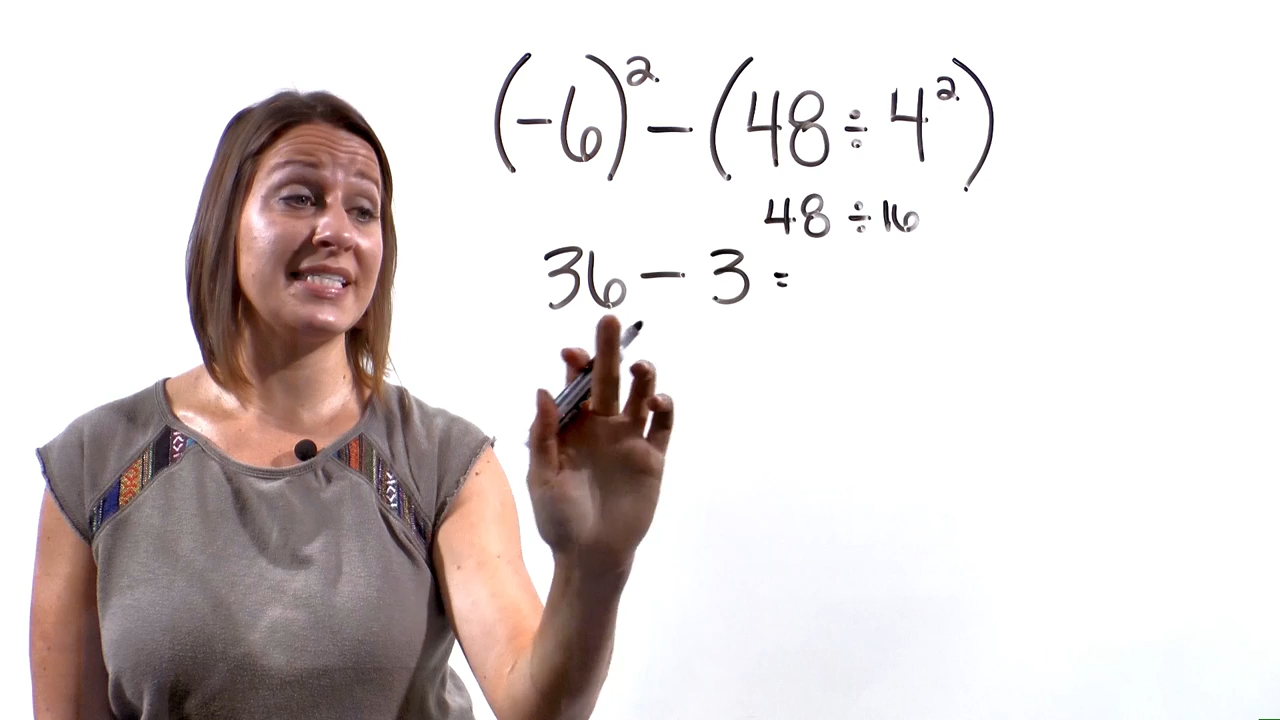 (-6)² - (48 ÷ 4²)
48 ÷ 16
36 - 3 =